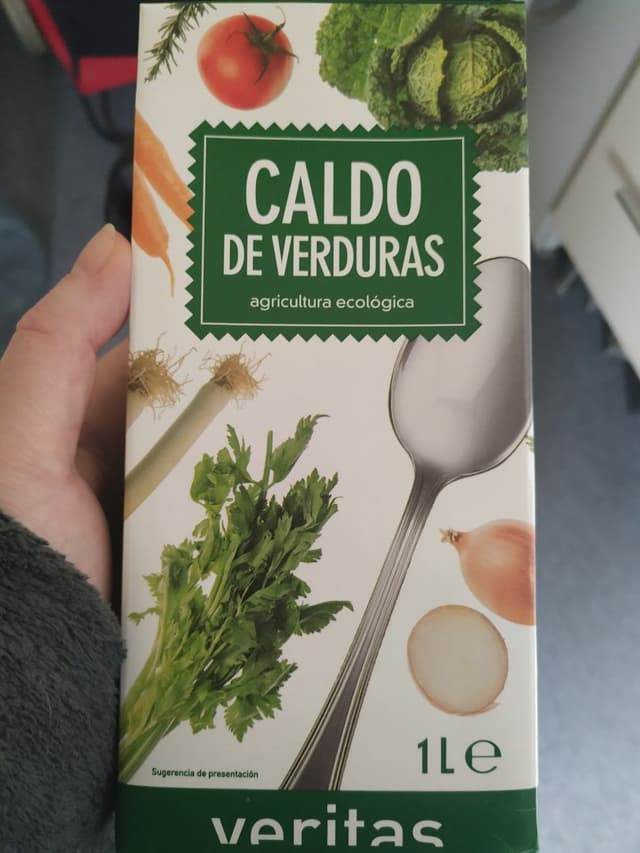 CALDO
DE VERDURAS
agricultura ecológica
1L e
Sugerencia de presentación
veritas